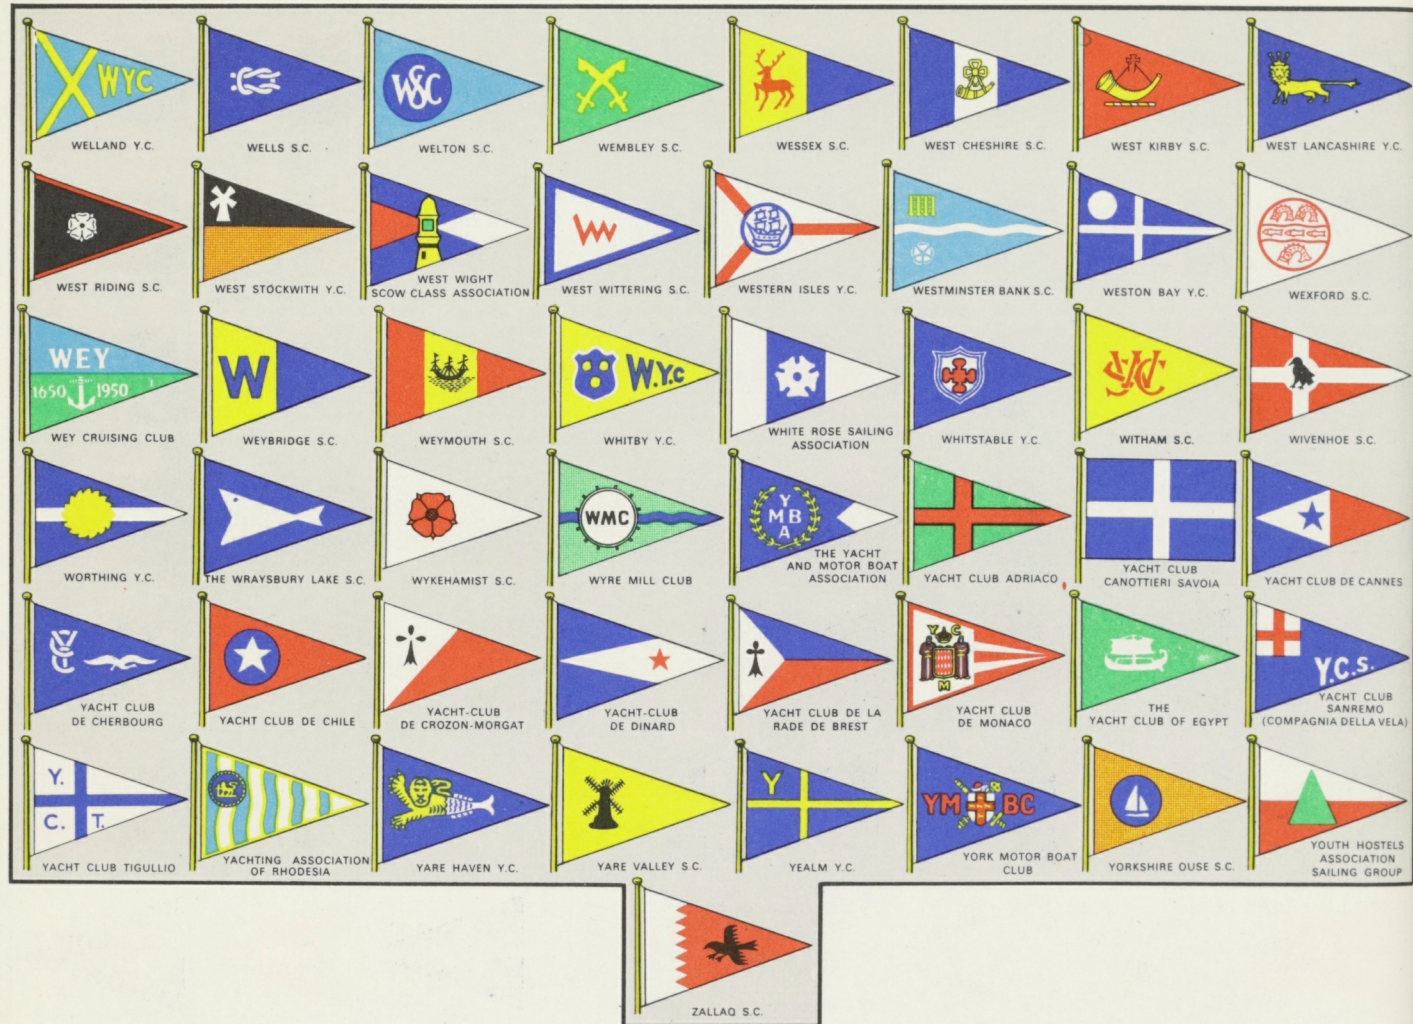 WYC
WELLAND Y.C.
WELLS S.C.
WSC
WELTON S.C.
WEMBLEY S.C.
WESSEX S.C.
WEST CHESHIRE S.C.
WEST KIRBY S.C.
WEST LANCASHIRE Y.C.
WEST RIDING S.C.
WEST STOCKWITH Y.C.
WEST WIGHT
SCOW CLASS ASSOCIATION
W
WEST WITTERING S.C.
WESTERN ISLES Y.C.
WESTMINSTER BANK S.C.
WESTON BAY Y.C.
WEXFORD S.C.
WEY
1650 1950
WEY CRUISING CLUB
W
WEYBRIDGE S.C.
WEYMOUTH S.C.
W.Y.C
WHITBY Y.C.
WHITE ROSE SAILING
ASSOCIATION
WHITSTABLE Y.C.
WSC
WITHAM S.C.
WIVENHOE S.C.
WORTHING Y.C.
THE WRAYSBURY LAKE S.C.
WYKEHAMIST S.C.
WMC
WYRE MILL CLUB
Y
M B
A
THE YACHT
AND MOTOR BOAT
ASSOCIATION
YACHT CLUB ADRIACO
YACHT CLUB
CANOTTIERI SAVOIA
YACHT CLUB DE CANNES
YCC
YACHT CLUB
DE CHERBOURG
YACHT CLUB DE CHILE
YACHT-CLUB
DE CROZON-MORGAT
YACHT-CLUB
DE DINARD
YACHT CLUB DE LA
RADE DE BREST
Y C
M
YACHT CLUB
DE MONACO
THE
YACHT CLUB OF EGYPT
Y.C.S.
YACHT CLUB
SANREMO
(COMPAGNIA DELLA VELA)
Y.
C. T.
YACHT CLUB TIGULLIO
YACHTING ASSOCIATION
OF RHODESIA
YARE HAVEN Y.C.
YARE VALLEY S.C.
Y
YEALM Y.C.
YM BC
YORK MOTOR BOAT
CLUB
YORKSHIRE OUSE S.C.
YOUTH HOSTELS
ASSOCIATION
SAILING GROUP
ZALLAQ S.C.